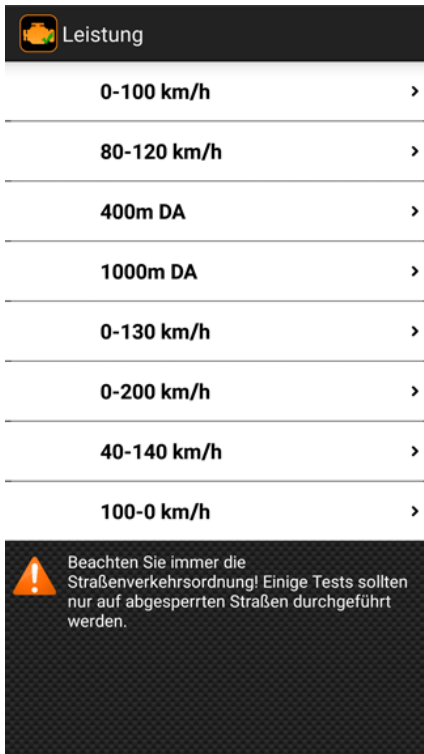 Leistung
0-100 km/h
80-120 km/h
400m DA
1000m DA
0-130 km/h
0-200 km/h
40-140 km/h
100-0 km/h
Beachten Sie immer die
Straßenverkehrsordnung! Einige Tests sollten
nur auf abgesperrten Straßen durchgeführt
werden.